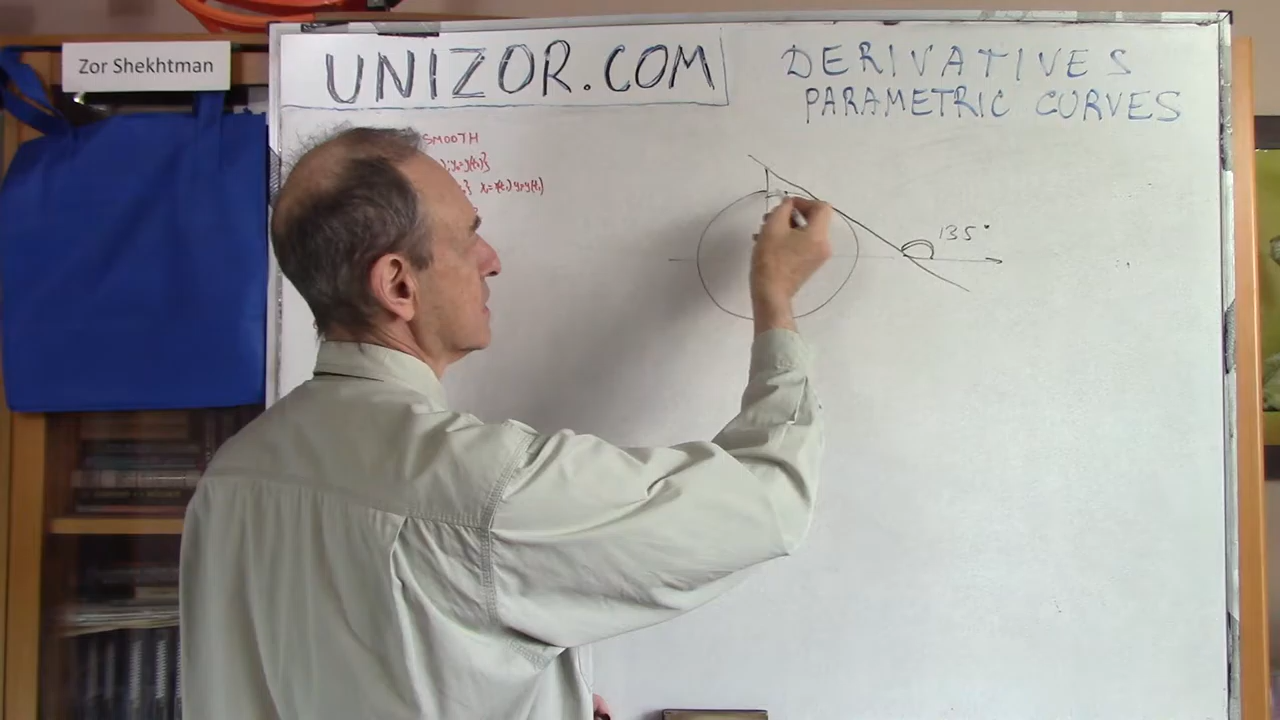 Zor Shekhtman
UNIZOR.COM
DERIVATIVES
PARAMETRIC CURVES
SMOOTH
135°